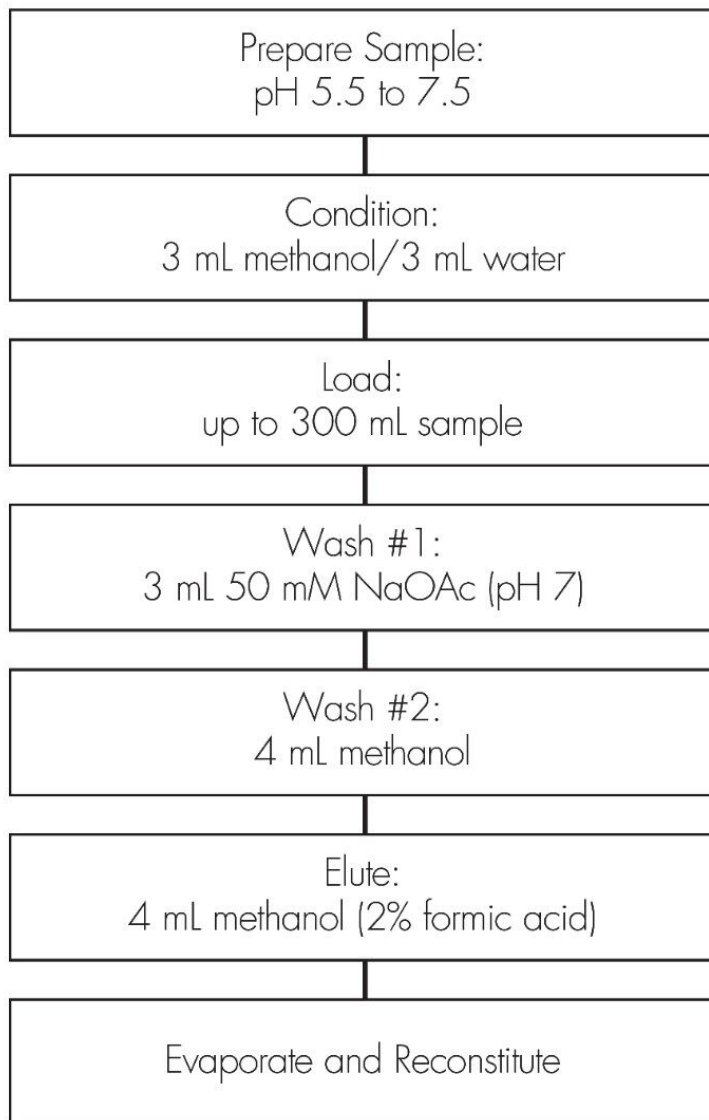 Prepare Sample:
pH 5.5 to 7.5
Condition:
3 mL methanol/3 mL water
Load:
up to 300 mL sample
Wash #1:
3 mL 50 mM NaOAc (pH 7)
Wash #2:
4 mL methanol
Elute:
4 mL methanol (2% formic acid)
Evaporate and Reconstitute